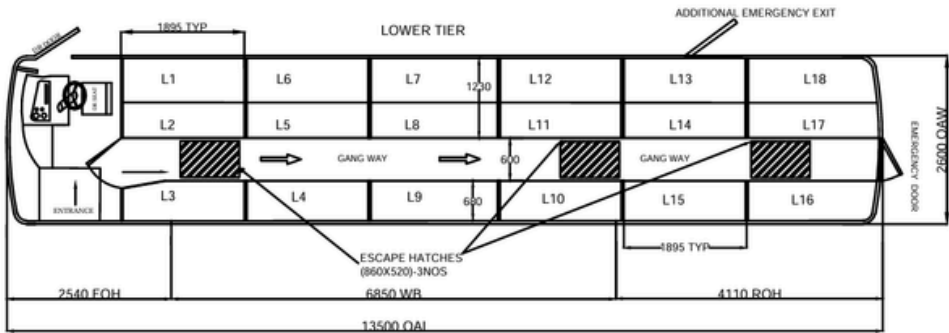 ADDITIONAL EMERGENCY EXIT
1895 TYP
LOWER TIER
L1 L6 L7 L12 L13 L18
1230
L2 L5 L8 L11 L14 L17
GANG WAY
600
GANG WAY
EMERGENCY DOOR
2600 OAW
L3 L4 L9 L10 L15 L16
ENTRANCE
ESCAPE HATCHES
(860X520)-3NOS
1895 TYP
2540 FOH
6850 WB
4110 ROH
13500 OAL